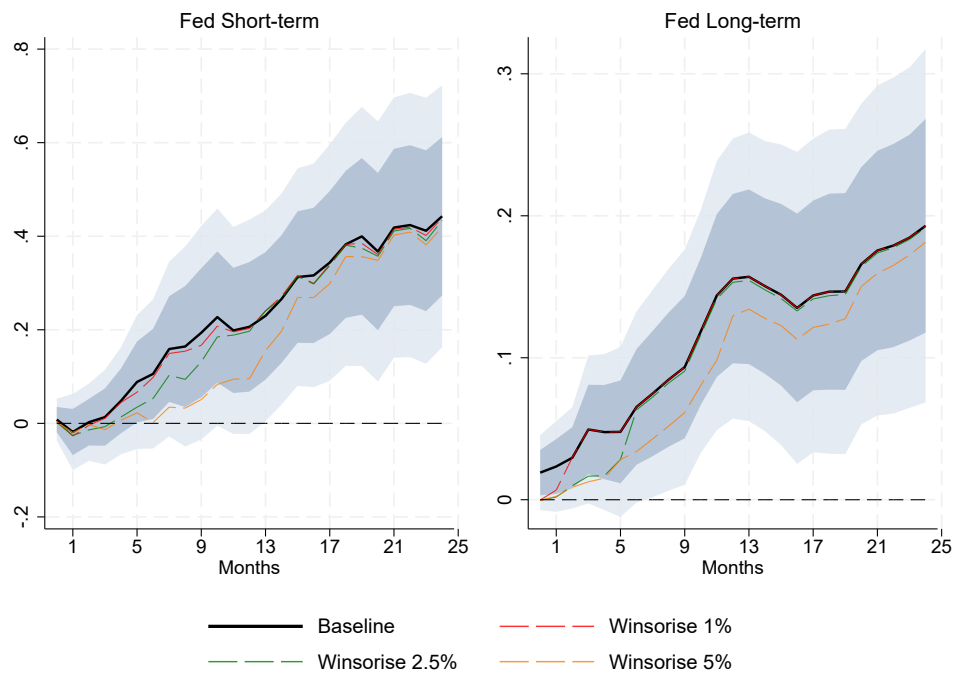 Fed Short-term
.8
.6
.4
.2
0
-.2
1 5 9 13 17 21 25
Months
Fed Long-term
.3
.2
.1
0
1 5 9 13 17 21 25
Months
Baseline
Winsorise 1%
Winsorise 2.5%
Winsorise 5%